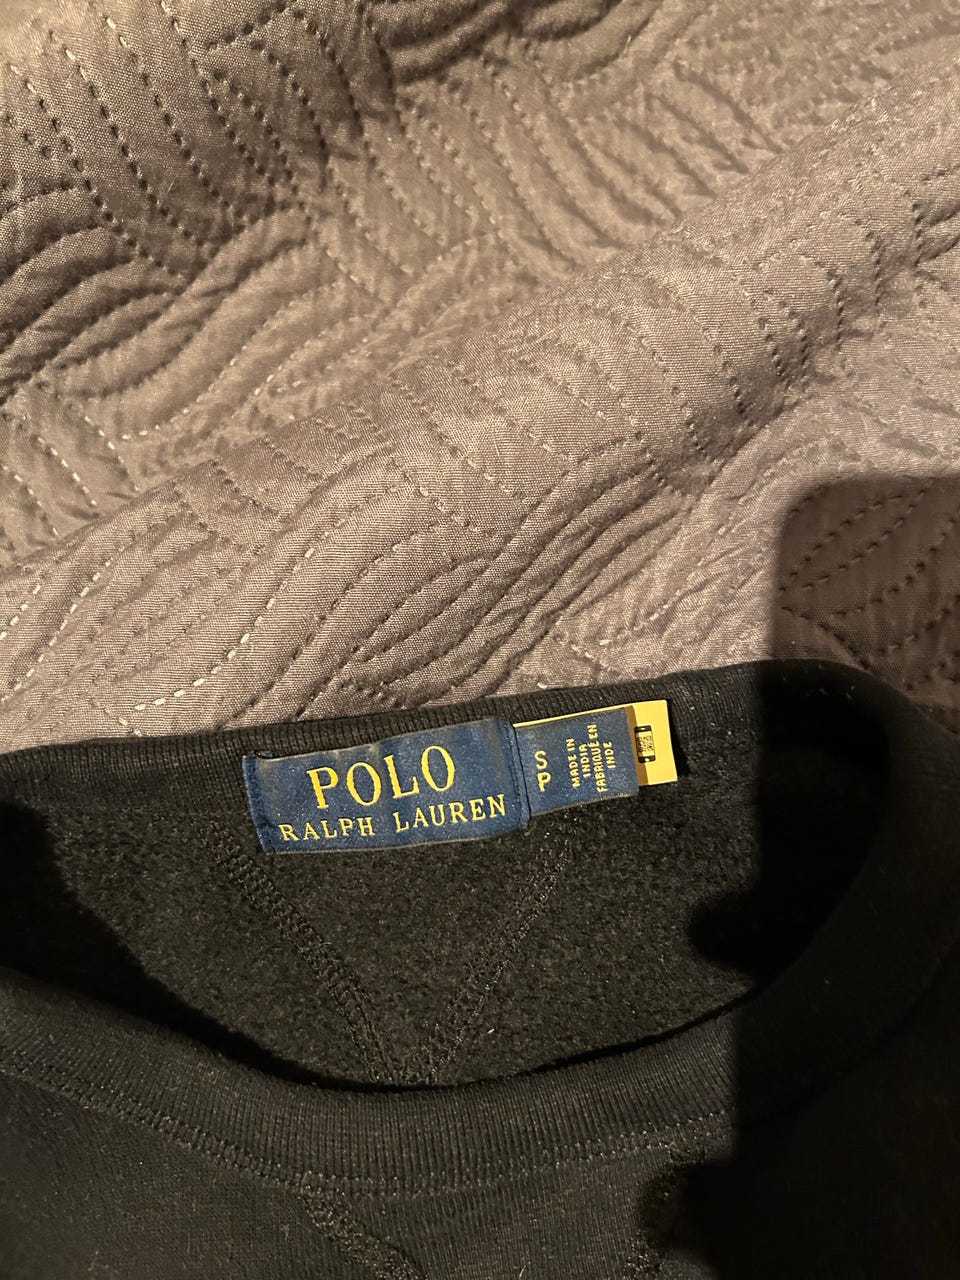 POLO
RALPH LAUREN
S
P
MADE IN
INDIA
FABRIQUÉ EN
INDE